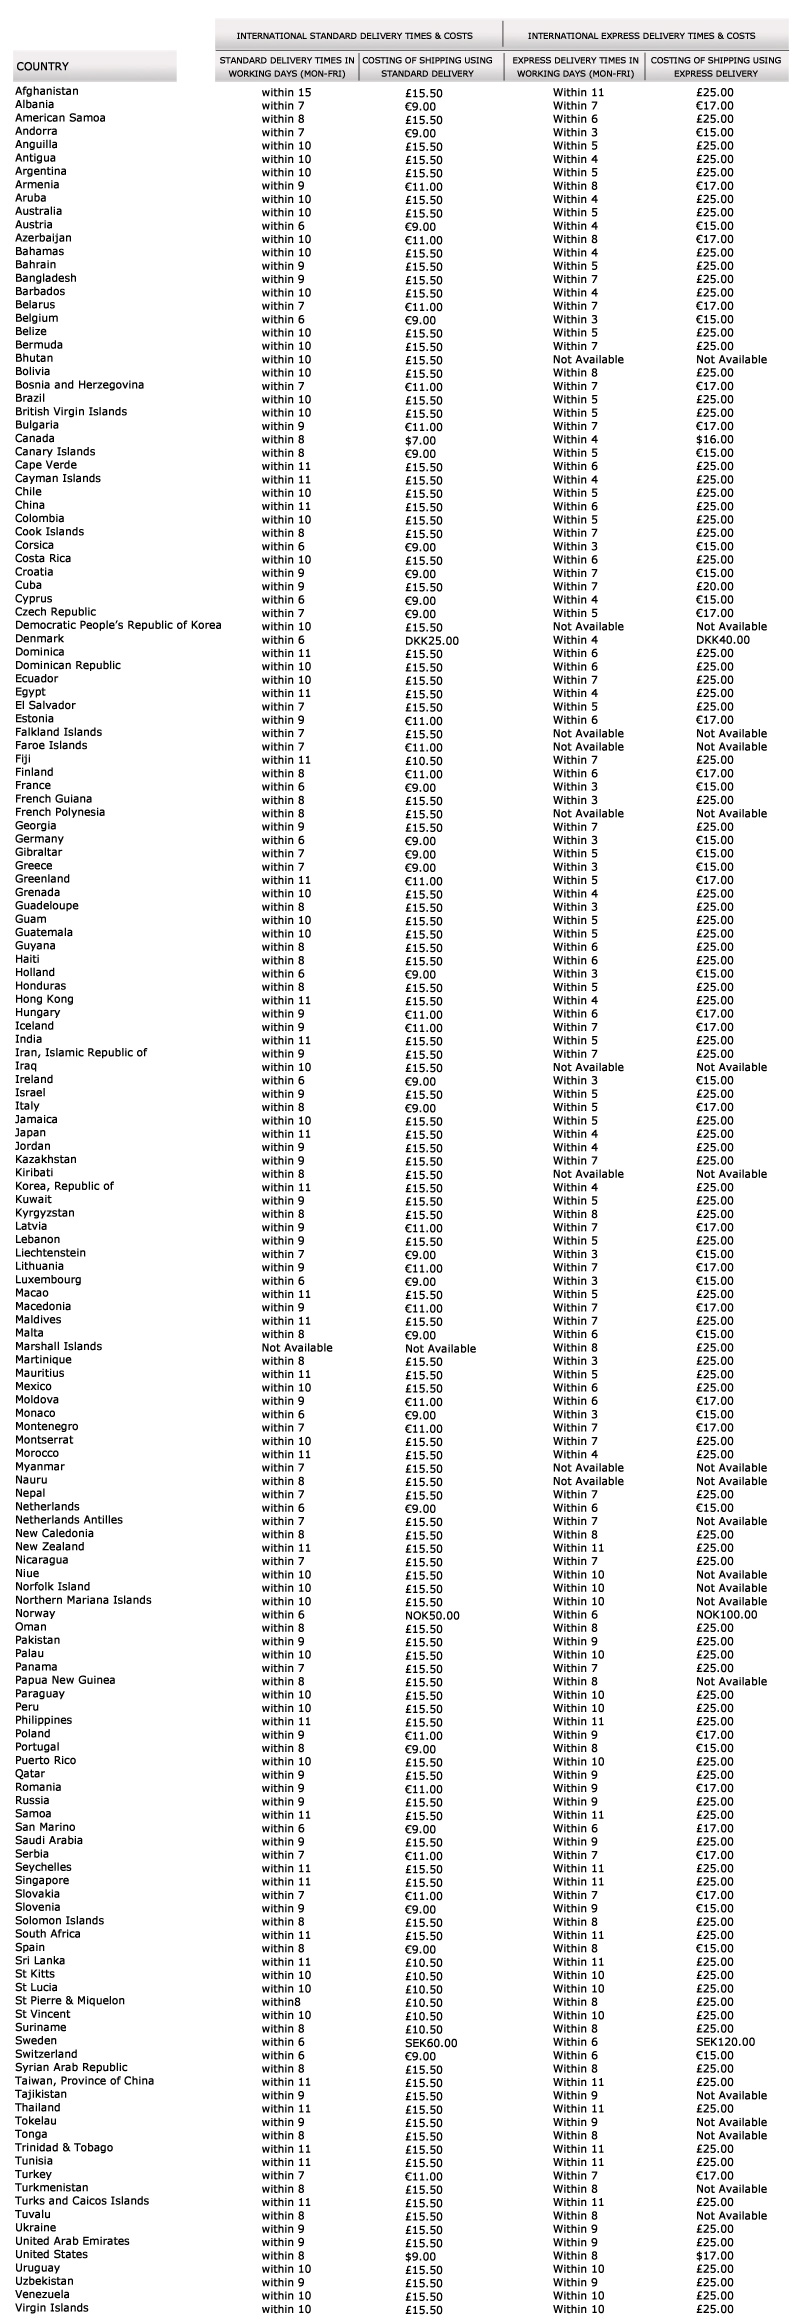 INTERNATIONAL STANDARD DELIVERY TIMES & COSTS INTERNATIONAL EXPRESS DELIVERY TIMES & COSTS
COUNTRY STANDARD DELIVERY TIMES IN WORKING DAYS (MON-FRI) COSTING OF SHIPPING USING STANDARD DELIVERY EXPRESS DELIVERY TIMES IN WORKING DAYS (MON-FRI) COSTING OF SHIPPING USING EXPRESS DELIVERY
Afghanistan within 15 £15.50 Within 11 £25.00
Albania within 7 €9.00 Within 7 €17.00
American Samoa within 8 £15.50 Within 6 £25.00
Andorra within 7 €9.00 Within 3 €15.00
Anguilla within 10 £15.50 Within 5 £25.00
Antigua within 10 £15.50 Within 4 £25.00
Argentina within 10 £15.50 Within 5 £25.00
Armenia within 9 €11.00 Within 8 €17.00
Aruba within 10 £15.50 Within 4 £25.00
Australia within 10 £15.50 Within 5 £25.00
Austria within 6 €9.00 Within 4 €15.00
Azerbaijan within 10 €11.00 Within 8 €17.00
Bahamas within 10 £15.50 Within 4 £25.00
Bahrain within 9 £15.50 Within 5 £25.00
Bangladesh within 9 £15.50 Within 7 £25.00
Barbados within 10 £15.50 Within 4 £25.00
Belarus within 7 €11.00 Within 7 €17.00
Belgium within 6 €9.00 Within 3 €15.00
Belize within 10 £15.50 Within 5 £25.00
Bermuda within 10 £15.50 Within 7 £25.00
Bhutan within 10 £15.50 Not Available Not Available
Bolivia within 10 £15.50 Within 8 £25.00
Bosnia and Herzegovina within 7 €11.00 Within 7 €17.00
Brazil within 10 £15.50 Within 5 £25.00
British Virgin Islands within 10 £15.50 Within 5 £25.00
Bulgaria within 9 €11.00 Within 7 €17.00
Canada within 8 $7.00 Within 4 $16.00
Canary Islands within 8 €9.00 Within 5 €15.00
Cape Verde within 11 £15.50 Within 6 £25.00
Cayman Islands within 11 £15.50 Within 4 £25.00
Chile within 10 £15.50 Within 5 £25.00
China within 11 £15.50 Within 6 £25.00
Colombia within 10 £15.50 Within 5 £25.00
Cook Islands within 8 £15.50 Within 7 £25.00
Corsica within 6 €9.00 Within 3 €15.00
Costa Rica within 10 £15.50 Within 6 £25.00
Croatia within 9 €9.00 Within 7 €15.00
Cuba within 9 £15.50 Within 7 £20.00
Cyprus within 6 €9.00 Within 4 €15.00
Czech Republic within 7 €9.00 Within 5 €17.00
Democratic People's Republic of Korea within 10 £15.50 Not Available Not Available
Denmark within 6 DKK25.00 Within 4 DKK40.00
Dominica within 11 £15.50 Within 6 £25.00
Dominican Republic within 10 £15.50 Within 6 £25.00
Ecuador within 10 £15.50 Within 7 £25.00
Egypt within 11 £15.50 Within 4 £25.00
El Salvador within 7 £15.50 Within 5 £25.00
Estonia within 9 €11.00 Within 6 €17.00
Falkland Islands within 7 £15.50 Not Available Not Available
Faroe Islands within 7 €11.00 Not Available Not Available
Fiji within 11 £10.50 Within 7 £25.00
Finland within 8 €11.00 Within 6 €17.00
France within 6 €9.00 Within 3 €15.00
French Guiana within 8 £15.50 Within 3 £25.00
French Polynesia within 8 £15.50 Not Available Not Available
Georgia within 9 £15.50 Within 7 £25.00
Germany within 6 €9.00 Within 3 €15.00
Gibraltar within 7 €9.00 Within 5 €15.00
Greece within 7 €9.00 Within 3 €15.00
Greenland within 11 €11.00 Within 5 €17.00
Grenada within 10 £15.50 Within 4 £25.00
Guadeloupe within 8 £15.50 Within 3 £25.00
Guam within 10 £15.50 Within 5 £25.00
Guatemala within 10 £15.50 Within 5 £25.00
Guyana within 8 £15.50 Within 6 £25.00
Haiti within 8 £15.50 Within 6 £25.00
Holland within 6 €9.00 Within 3 €15.00
Honduras within 8 £15.50 Within 5 £25.00
Hong Kong within 11 £15.50 Within 4 £25.00
Hungary within 9 €11.00 Within 6 €17.00
Iceland within 9 €11.00 Within 7 €17.00
India within 11 £15.50 Within 5 £25.00
Iran, Islamic Republic of within 9 £15.50 Within 7 £25.00
Iraq within 10 £15.50 Not Available Not Available
Ireland within 6 €9.00 Within 3 €15.00
Israel within 9 £15.50 Within 5 £25.00
Italy within 8 €9.00 Within 5 €17.00
Jamaica within 10 £15.50 Within 5 £25.00
Japan within 11 £15.50 Within 4 £25.00
Jordan within 9 £15.50 Within 4 £25.00
Kazakhstan within 9 £15.50 Within 7 £25.00
Kiribati within 8 £15.50 Not Available Not Available
Korea, Republic of within 11 £15.50 Within 4 £25.00
Kuwait within 9 £15.50 Within 5 £25.00
Kyrgyzstan within 8 £15.50 Within 8 £25.00
Latvia within 9 €11.00 Within 7 €17.00
Lebanon within 9 £15.50 Within 5 £25.00
Liechtenstein within 7 €9.00 Within 3 €15.00
Lithuania within 9 €11.00 Within 7 €17.00
Luxembourg within 6 €9.00 Within 3 €15.00
Macao within 11 £15.50 Within 5 £25.00
Macedonia within 9 €11.00 Within 7 €17.00
Maldives within 11 £15.50 Within 7 £25.00
Malta within 8 €9.00 Within 6 €15.00
Marshall Islands Not Available Not Available Within 8 £25.00
Martinique within 8 £15.50 Within 3 £25.00
Mauritius within 11 £15.50 Within 5 £25.00
Mexico within 10 £15.50 Within 6 £25.00
Moldova within 9 €11.00 Within 6 €17.00
Monaco within 6 €9.00 Within 3 €15.00
Montenegro within 7 €11.00 Within 7 €17.00
Montserrat within 10 £15.50 Within 7 £25.00
Morocco within 11 £15.50 Within 4 £25.00
Myanmar within 7 £15.50 Not Available Not Available
Nauru within 8 £15.50 Not Available Not Available
Nepal within 7 £15.50 Within 7 £25.00
Netherlands within 6 €9.00 Within 6 €15.00
Netherlands Antilles within 7 £15.50 Within 7 Not Available
New Caledonia within 8 £15.50 Within 8 £25.00
New Zealand within 11 £15.50 Within 11 £25.00
Nicaragua within 7 £15.50 Within 7 £25.00
Niue within 10 £15.50 Within 10 Not Available
Norfolk Island within 10 £15.50 Within 10 Not Available
Northern Mariana Islands within 10 £15.50 Within 10 Not Available
Norway within 6 NOK50.00 Within 6 NOK100.00
Oman within 8 £15.50 Within 8 £25.00
Pakistan within 9 £15.50 Within 9 £25.00
Palau within 10 £15.50 Within 10 £25.00
Panama within 7 £15.50 Within 7 £25.00
Papua New Guinea within 8 £15.50 Within 8 Not Available
Paraguay within 10 £15.50 Within 10 £25.00
Peru within 10 £15.50 Within 10 £25.00
Philippines within 11 £15.50 Within 11 £25.00
Poland within 9 €11.00 Within 9 €17.00
Portugal within 8 €9.00 Within 8 €15.00
Puerto Rico within 10 £15.50 Within 10 £25.00
Qatar within 9 £15.50 Within 9 £25.00
Romania within 9 €11.00 Within 9 €17.00
Russia within 9 £15.50 Within 9 £25.00
Samoa within 11 £15.50 Within 11 £25.00
San Marino within 6 €9.00 Within 6 £17.00
Saudi Arabia within 9 £15.50 Within 9 £25.00
Serbia within 7 €11.00 Within 7 €17.00
Seychelles within 11 £15.50 Within 11 £25.00
Singapore within 11 £15.50 Within 11 £25.00
Slovakia within 7 €11.00 Within 7 €17.00
Slovenia within 9 €9.00 Within 9 €15.00
Solomon Islands within 8 £15.50 Within 8 £25.00
South Africa within 11 £15.50 Within 11 £25.00
Spain within 8 €9.00 Within 8 €15.00
Sri Lanka within 11 £10.50 Within 11 £25.00
St Kitts within 10 £10.50 Within 10 £25.00
St Lucia within 10 £10.50 Within 10 £25.00
St Pierre & Miquelon within8 £10.50 Within 8 £25.00
St Vincent within 10 £10.50 Within 10 £25.00
Suriname within 8 £10.50 Within 8 £25.00
Sweden within 6 SEK60.00 Within 6 SEK120.00
Switzerland within 6 €9.00 Within 6 €15.00
Syrian Arab Republic within 8 £15.50 Within 8 £25.00
Taiwan, Province of China within 11 £15.50 Within 11 £25.00
Tajikistan within 9 £15.50 Within 9 Not Available
Thailand within 11 £15.50 Within 11 £25.00
Tokelau within 9 £15.50 Within 9 Not Available
Tonga within 8 £15.50 Within 8 Not Available
Trinidad & Tobago within 11 £15.50 Within 11 £25.00
Tunisia within 11 £15.50 Within 11 £25.00
Turkey within 7 €11.00 Within 7 €17.00
Turkmenistan within 8 £15.50 Within 8 Not Available
Turks and Caicos Islands within 11 £15.50 Within 11 £25.00
Tuvalu within 8 £15.50 Within 8 Not Available
Ukraine within 9 £15.50 Within 9 £25.00
United Arab Emirates within 9 £15.50 Within 9 £25.00
United States within 8 $9.00 Within 8 $17.00
Uruguay within 10 £15.50 Within 10 £25.00
Uzbekistan within 9 £15.50 Within 9 £25.00
Venezuela within 10 £15.50 Within 10 £25.00
Virgin Islands within 10 £15.50 Within 10 £25.00